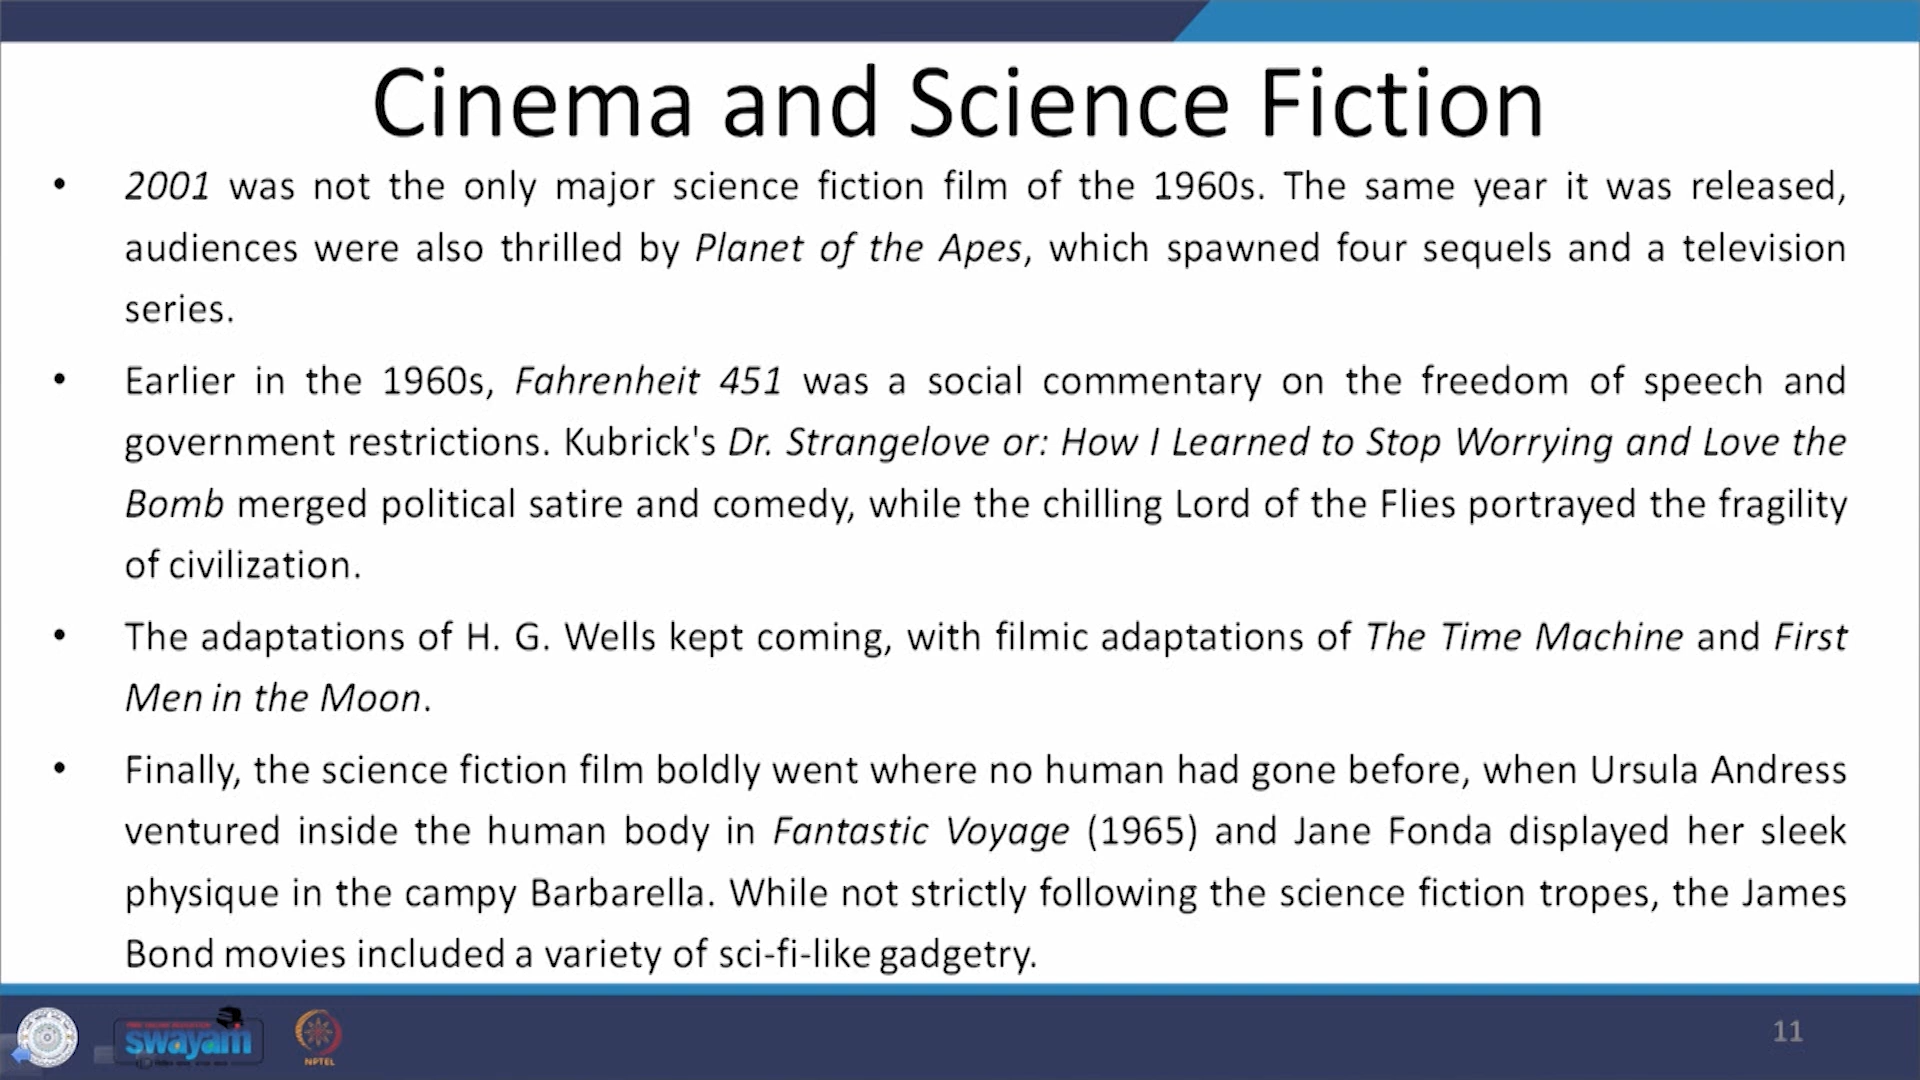 Cinema and Science Fiction
• 2001 was not the only major science fiction film of the 1960s. The same year it was released,
audiences were also thrilled by Planet of the Apes, which spawned four sequels and a television
series.
• Earlier in the 1960s, Fahrenheit 451 was a social commentary on the freedom of speech and
government restrictions. Kubrick's Dr. Strangelove or: How I Learned to Stop Worrying and Love the
Bomb merged political satire and comedy, while the chilling Lord of the Flies portrayed the fragility
of civilization.
• The adaptations of H. G. Wells kept coming, with filmic adaptations of The Time Machine and First
Men in the Moon.
• Finally, the science fiction film boldly went where no human had gone before, when Ursula Andress
ventured inside the human body in Fantastic Voyage (1965) and Jane Fonda displayed her sleek
physique in the campy Barbarella. While not strictly following the science fiction tropes, the James
Bond movies included a variety of sci-fi-like gadgetry.
swayam
NPTEL
11